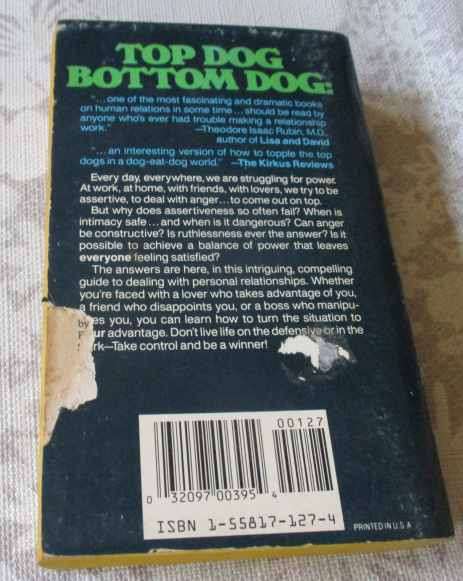 TOP DOG
BOTTOM DOG:
"...one of the most fascinating and dramatic books
on human relations in some time...should be read by
anyone who's ever had trouble making a relationship
work." —Theodore Isaac Rubin, M.D.,
author of Lisa and David
"...an interesting version of how to topple the top
dogs in a dog-eat-dog world." —The Kirkus Reviews
Every day, everywhere, we are struggling for power.
At work, at home, with friends, with lovers, we try to be
assertive, to deal with anger...to come out on top.
But why does assertiveness so often fail? When is
intimacy safe...and when is it dangerous? Can anger
be constructive? Is ruthlessness ever the answer? Is it
possible to achieve a balance of power that leaves
everyone feeling satisfied?
The answers are here, in this intriguing, compelling
guide to dealing with personal relationships. Whether
you're faced with a lover who takes advantage of you,
a friend who disappoints you, or a boss who manipu-
es you, you can learn how to turn the situation to
by
ur advantage. Don't live life on the defensive or in the
rk—Take control and be a winner!
00127
0 32097 00395 4
ISBN 1-55817-127-4
PRINTED IN U.S.A